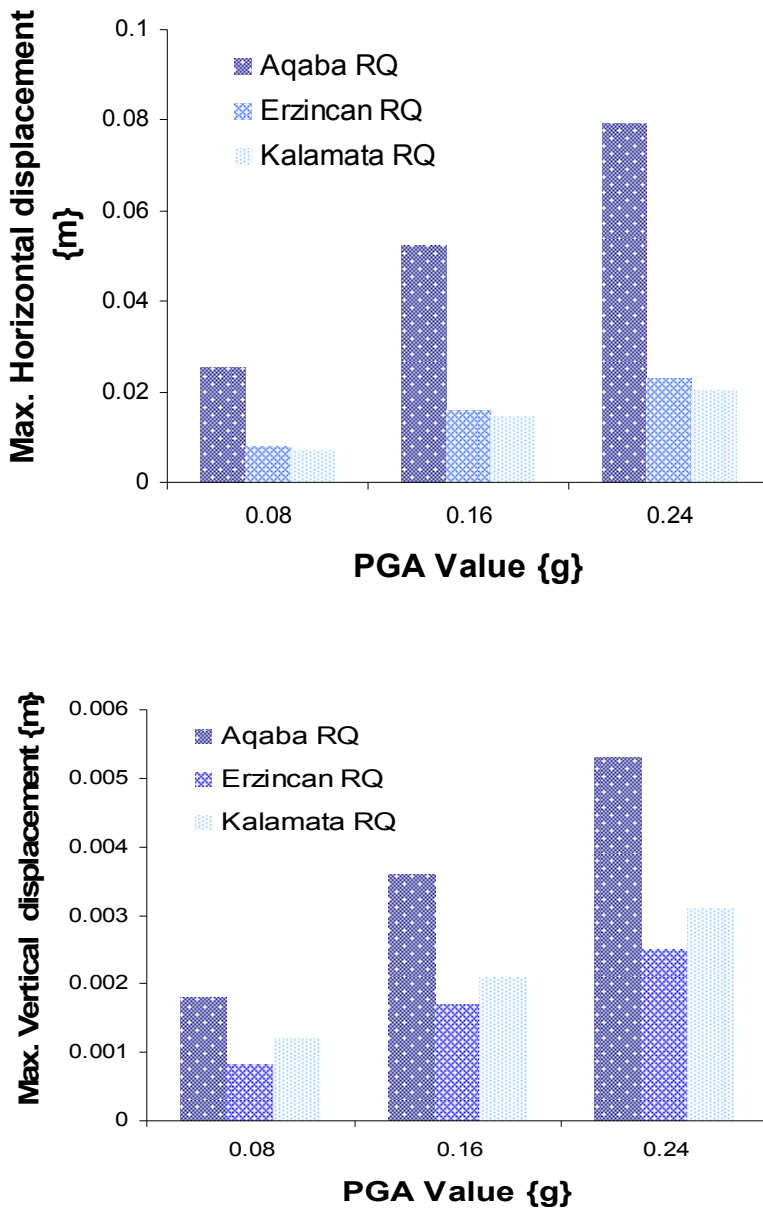 Max. Horizontal displacement
{m}
0.1
0.08
0.06
0.04
0.02
0
Aqaba RQ
Erzincan RQ
Kalamata RQ
0.08 0.16 0.24
PGA Value {g}
Max. Vertical displacement {m}
0.006
0.005
0.004
0.003
0.002
0.001
0
Aqaba RQ
Erzincan RQ
Kalamata RQ
0.08 0.16 0.24
PGA Value {g}